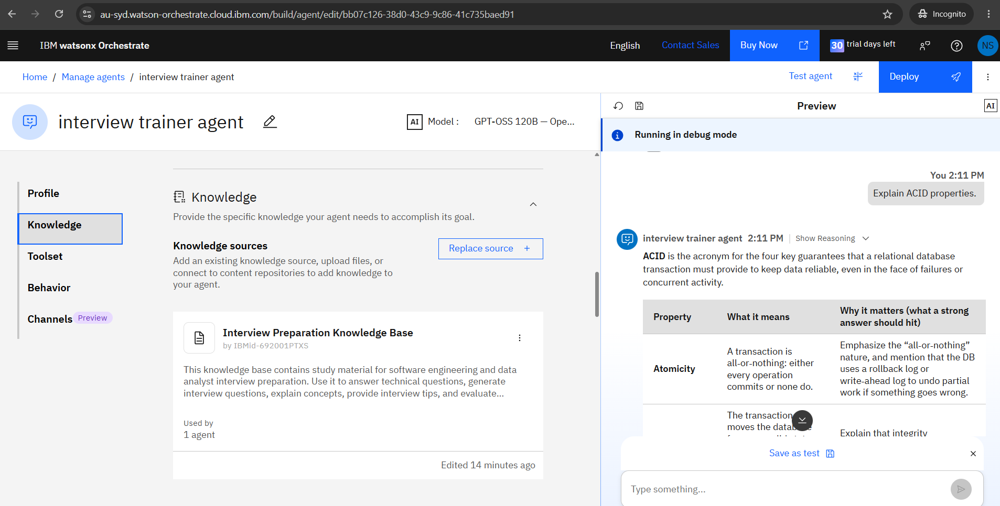 au-syd.watson-orchestrate.cloud.ibm.com/build/agent/edit/bb07c126-38d0-43c9-9c86-41c735baed91
Incognito
IBM watsonx Orchestrate
English
Contact Sales
Buy Now
30 trial days left
NS
Home / Manage agents / interview trainer agent
Test agent
Deploy
interview trainer agent
AI Model : GPT-OSS 120B — Ope...
Profile
Knowledge
Toolset
Behavior
Channels Preview
Knowledge
Provide the specific knowledge your agent needs to accomplish its goal.
Knowledge sources
Add an existing knowledge source, upload files, or
connect to content repositories to add knowledge to
your agent.
Replace source +
Interview Preparation Knowledge Base
by IBMid-692001PTXS
This knowledge base contains study material for software engineering and data
analyst interview preparation. Use it to answer technical questions, generate
interview questions, explain concepts, provide interview tips, and evaluate...
Used by
1 agent
Edited 14 minutes ago
Preview
AI
Running in debug mode
You 2:11 PM
Explain ACID properties.
interview trainer agent 2:11 PM Show Reasoning
ACID is the acronym for the four key guarantees that a relational database
transaction must provide to keep data reliable, even in the face of failures or
concurrent activity.
Property
What it means
Why it matters (what a strong
answer should hit)
Atomicity
A transaction is
all-or-nothing: either
every operation
commits or none do.
Emphasize the “all-or-nothing”
nature, and mention that the DB
uses a rollback log or
write-ahead log to undo partial
work if something goes wrong.
The transaction
moves the database
Explain that integrity
Save as test
Type something...